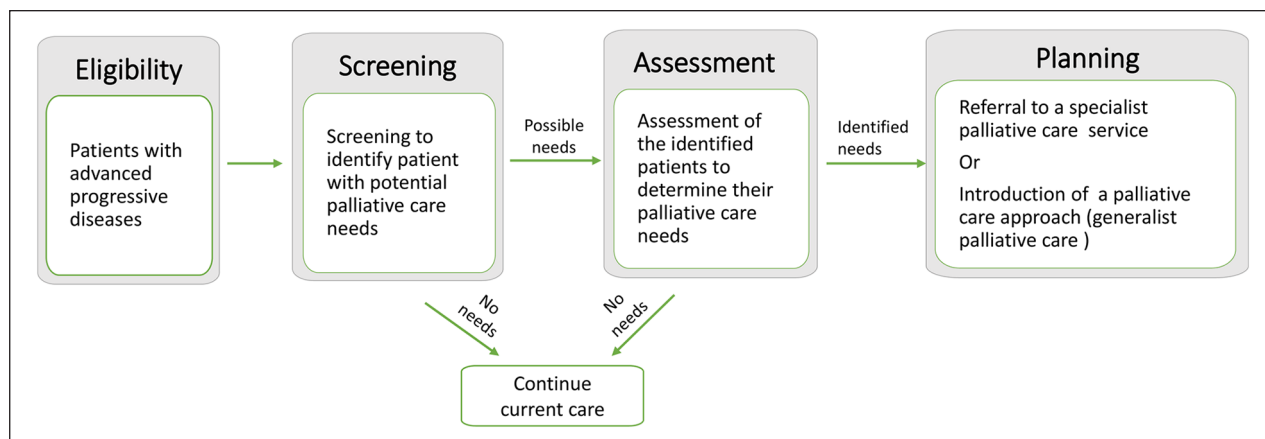 Eligibility
Patients with
advanced
progressive
diseases
Screening
Screening to
identify patient
with potential
palliative care
needs
Possible
needs
Assessment
Assessment of
the identified
patients to
determine their
palliative care
needs
Identified
needs
Planning
Referral to a specialist
palliative care service
Or
Introduction of a palliative
care approach (generalist
palliative care )
No
needs
No
needs
Continue
current care